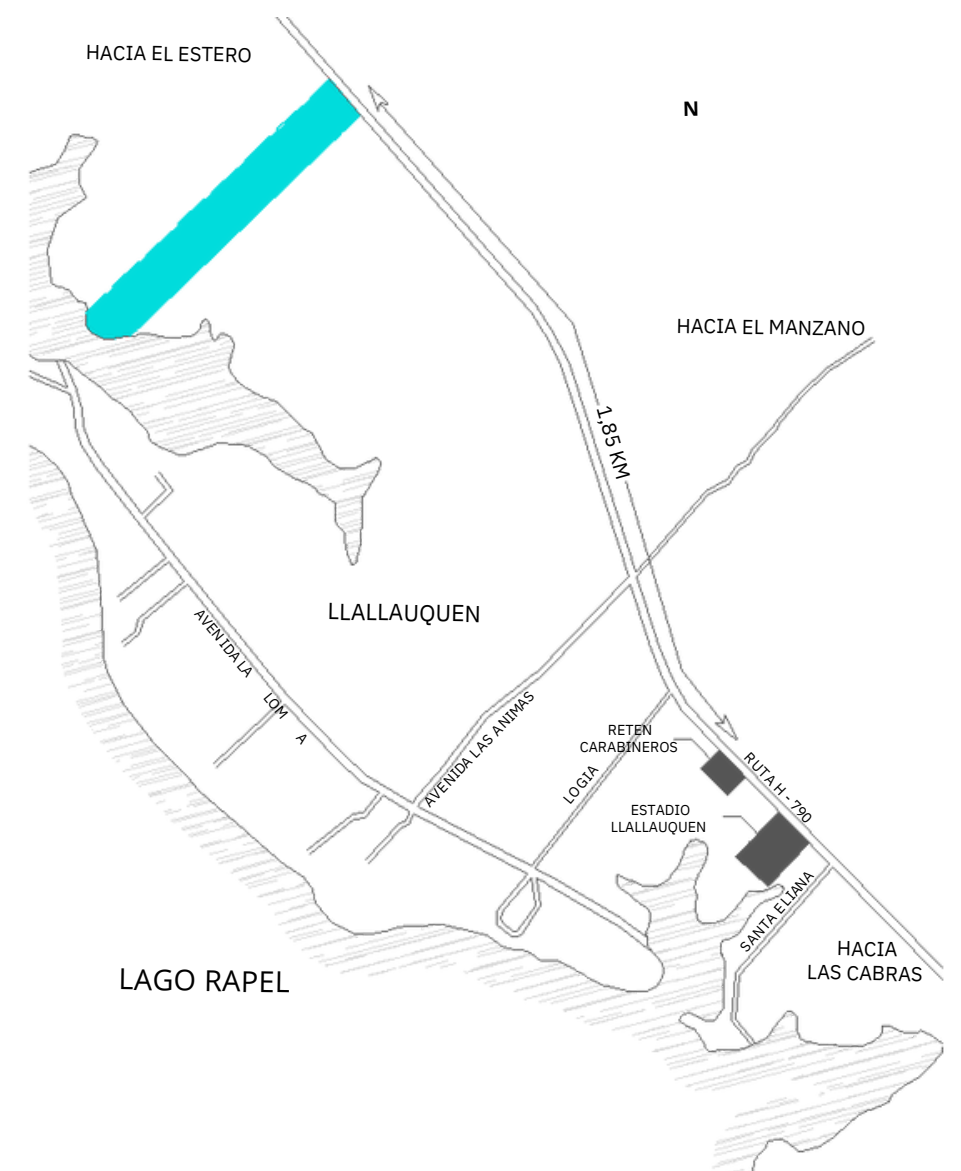 HACIA EL ESTERO
N
HACIA EL MANZANO
1,85 KM
LLALLAUQUEN
AVENIDA LA
LOM
A
AVENIDA LAS ANIMAS
LOGIA
RETEN
CARABINEROS
RUTA H - 790
ESTADIO
LLALLAUQUEN
SANTA ELIANA
HACIA
LAS CABRAS
LAGO RAPEL